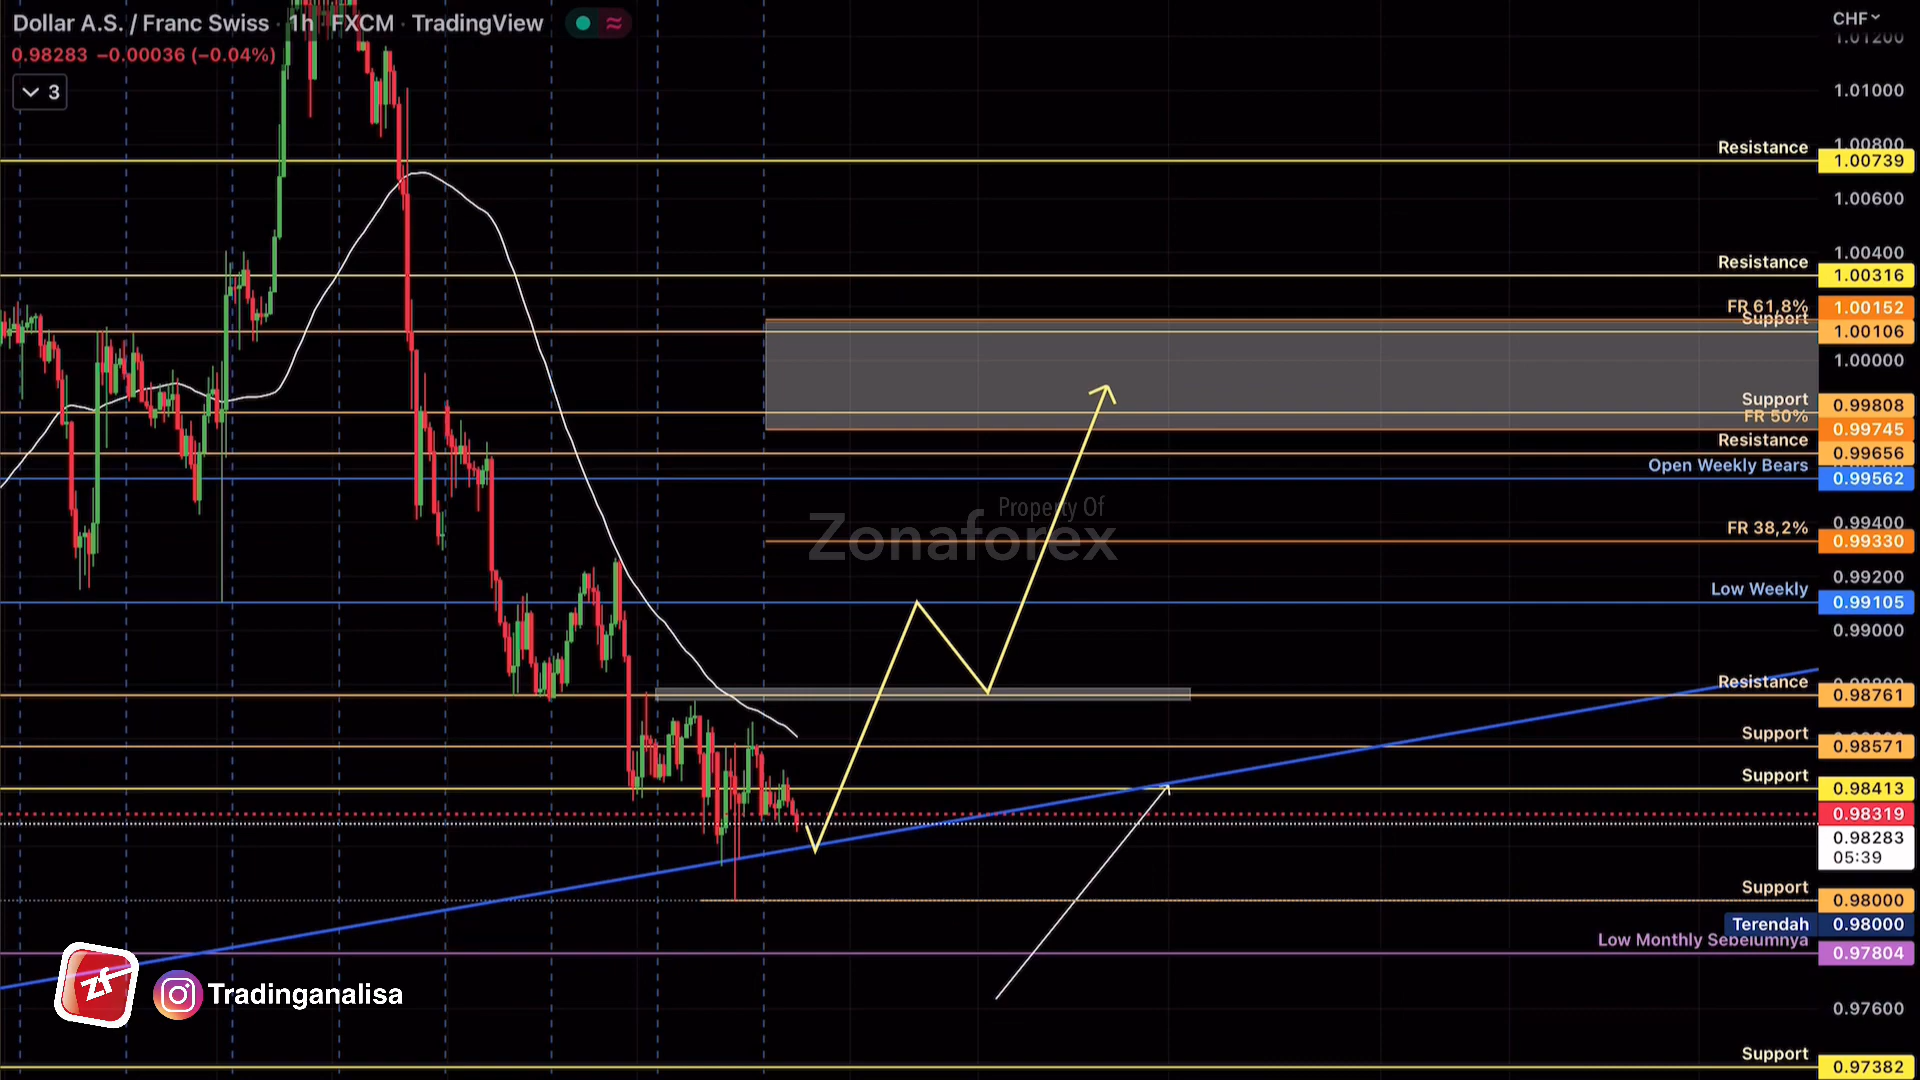 Dollar A.S. / Franc Swiss · 1h · FXCM · TradingView
0.98283 −0.00036 (−0.04%)
3
CHF
1.01200
1.01000
1.00800
Resistance 1.00739
1.00600
1.00400
Resistance 1.00316
FR 61,8% 1.00152
Support 1.00106
1.00000
Support 0.99808
FR 50% 0.99745
Resistance 0.99656
Open Weekly Bears 0.99562
Property Of
Zonaforex
0.99400
FR 38,2% 0.99330
0.99200
Low Weekly 0.99105
0.99000
Resistance 0.98761
Support 0.98571
Support 0.98413
0.98319
0.98283
05:39
Support 0.98000
Terendah 0.98000
Low Monthly Sebelumnya 0.97804
zf Tradinganalisa
0.97600
Support 0.97382